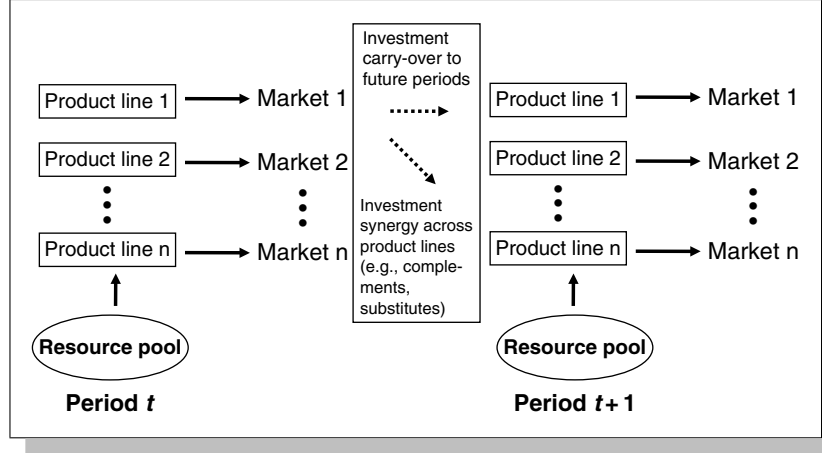 Product line 1
Market 1
Product line 2
Market 2
Product line n
Market n
Resource pool
Period t
Investment
carry-over to
future periods
Investment
synergy across
product lines
(e.g., comple-
ments,
substitutes)
Product line 1
Market 1
Product line 2
Market 2
Product line n
Market n
Resource pool
Period t + 1